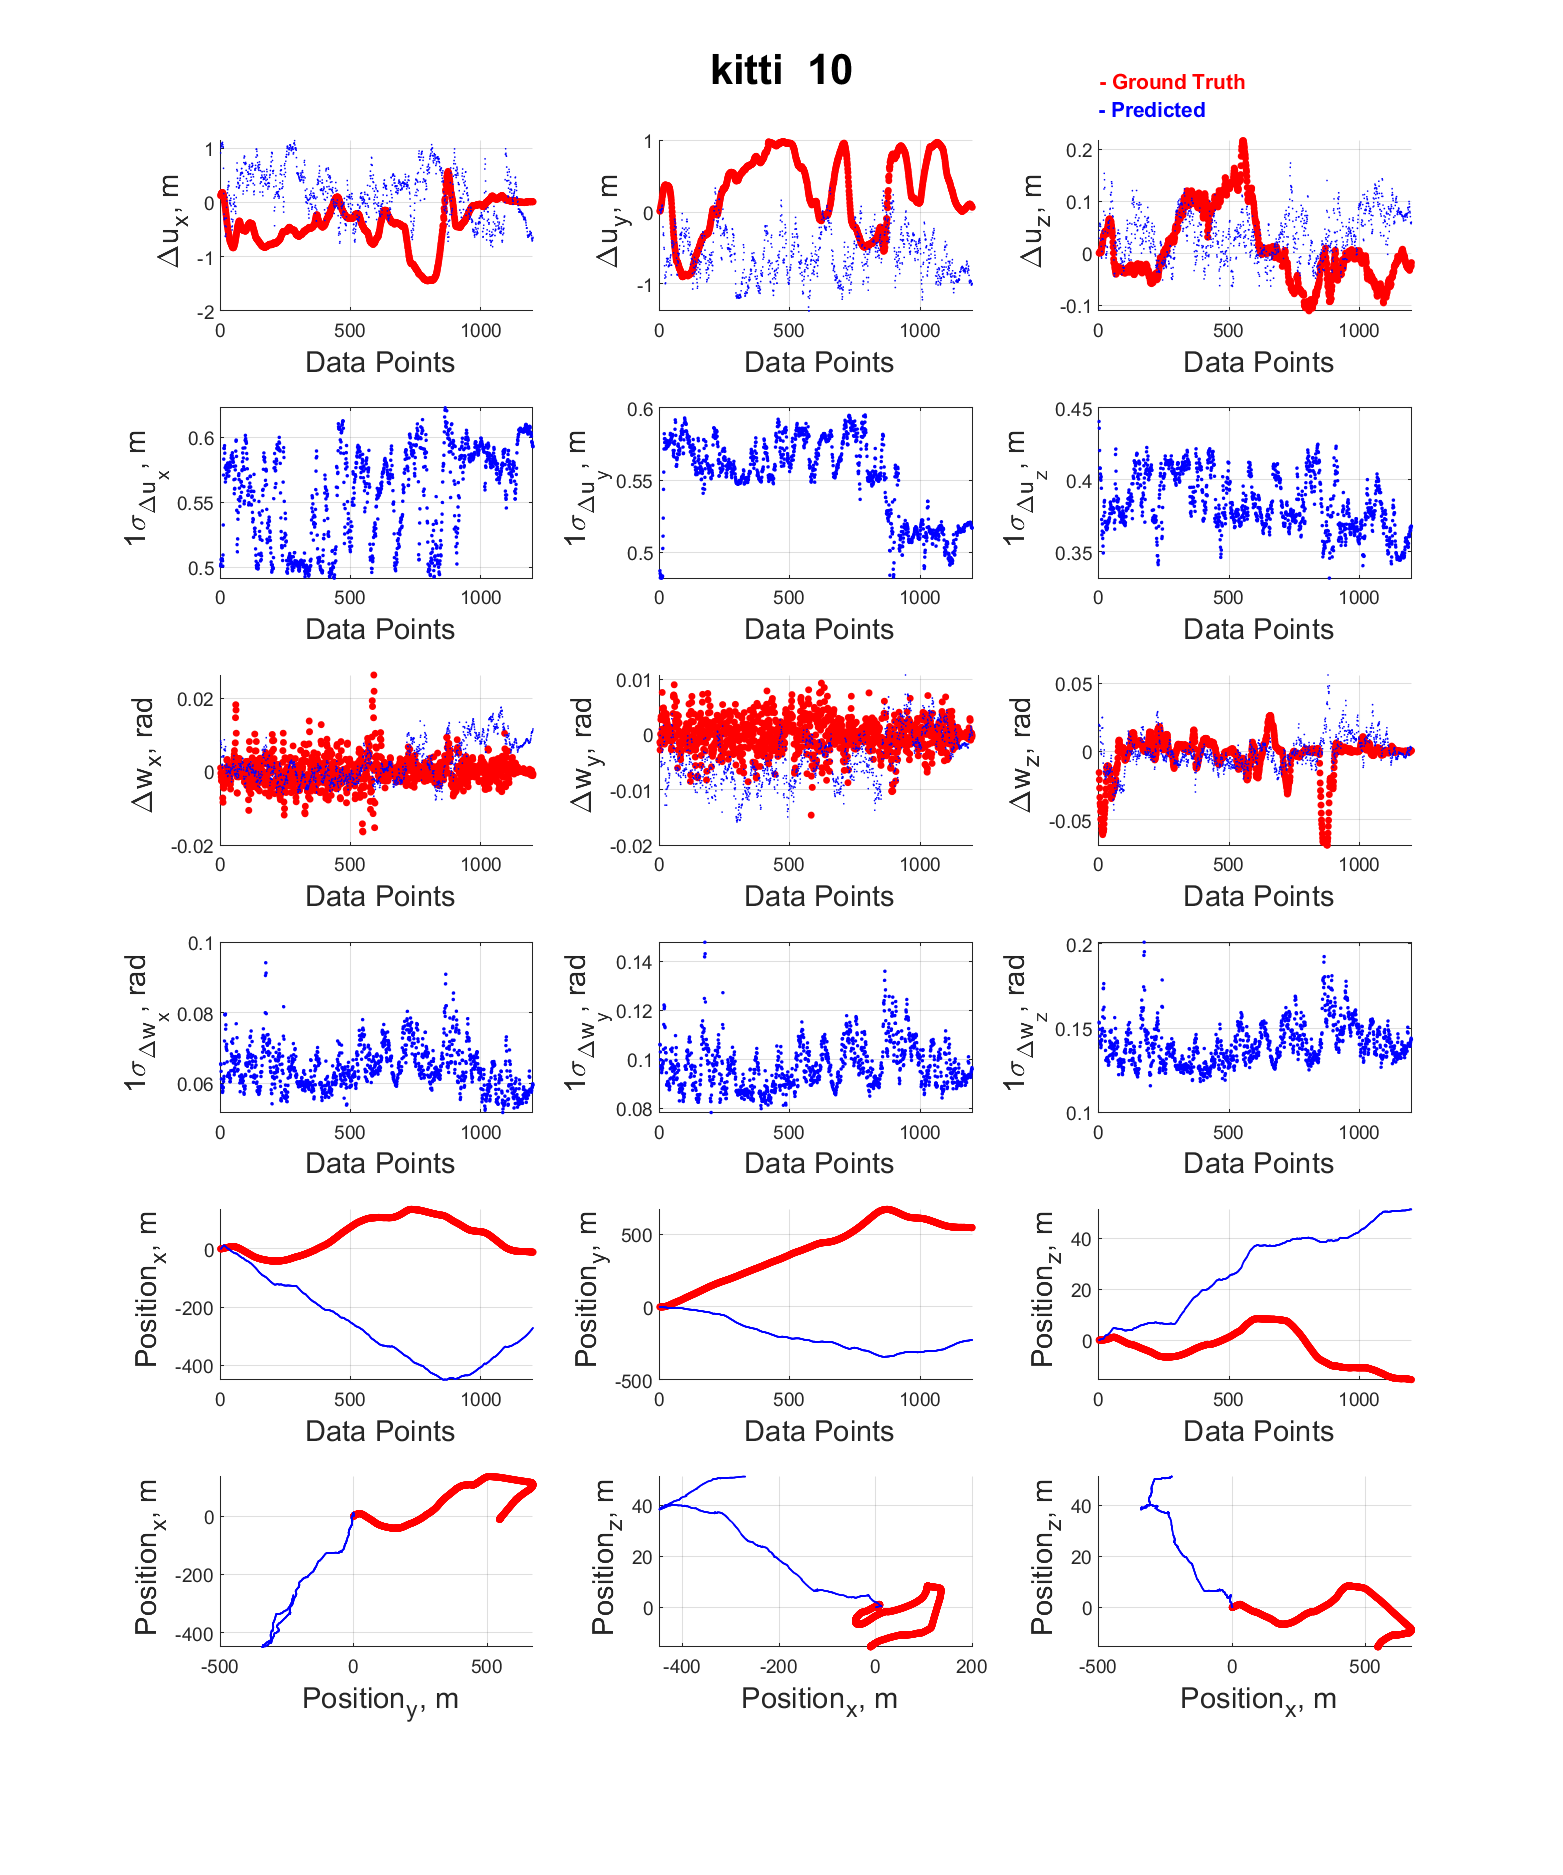 kitti 10
- Ground Truth
- Predicted
Δu_x, m
1
0
-1
-2
0 500 1000
Data Points
Δu_y, m
1
0
-1
0 500 1000
Data Points
Δu_z, m
0.2
0.1
0
-0.1
0 500 1000
Data Points
1σ_Δu_x, m
0.6
0.55
0.5
0 500 1000
Data Points
1σ_Δu_y, m
0.6
0.55
0.5
0 500 1000
Data Points
1σ_Δu_z, m
0.45
0.4
0.35
0 500 1000
Data Points
Δw_x, rad
0.02
0
-0.02
0 500 1000
Data Points
Δw_y, rad
0.01
0
-0.01
-0.02
0 500 1000
Data Points
Δw_z, rad
0.05
0
-0.05
0 500 1000
Data Points
1σ_Δw_x, rad
0.1
0.08
0.06
0 500 1000
Data Points
1σ_Δw_y, rad
0.14
0.12
0.1
0.08
0 500 1000
Data Points
1σ_Δw_z, rad
0.2
0.15
0.1
0 500 1000
Data Points
Position_x, m
0
-200
-400
0 500 1000
Data Points
Position_y, m
500
0
-500
0 500 1000
Data Points
Position_z, m
40
20
0
0 500 1000
Data Points
Position_x, m
0
-200
-400
-500 0 500
Position_y, m
Position_z, m
40
20
0
-400 -200 0 200
Position_x, m
Position_z, m
40
20
0
-500 0 500
Position_x, m